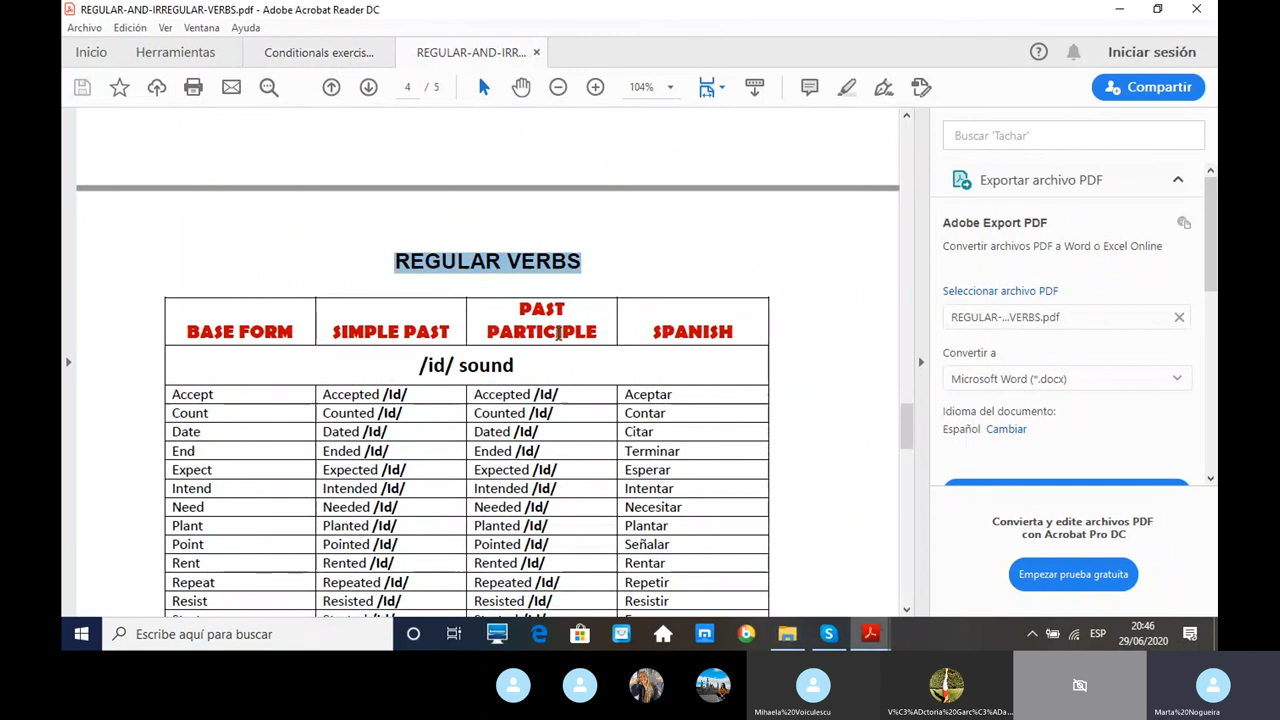 REGULAR-AND-IRREGULAR-VERBS.pdf - Adobe Acrobat Reader DC
Archivo Edición Ver Ventana Ayuda
Inicio Herramientas Conditionals exercis... REGULAR-AND-IRR... × Iniciar sesión
4 / 5 104% Compartir
Buscar 'Tachar'
Exportar archivo PDF
Adobe Export PDF
Convertir archivos PDF a Word o Excel Online
Seleccionar archivo PDF
REGULAR-...VERBS.pdf
Convertir a
Microsoft Word (*.docx)
Idioma del documento:
Español Cambiar
Convierta y edite archivos PDF
con Acrobat Pro DC
Empezar prueba gratuita
REGULAR VERBS
BASE FORM SIMPLE PAST PAST PARTICIPLE SPANISH
/id/ sound
Accept Accepted /Id/ Accepted /Id/ Aceptar
Count Counted /Id/ Counted /Id/ Contar
Date Dated /Id/ Dated /Id/ Citar
End Ended /Id/ Ended /Id/ Terminar
Expect Expected /Id/ Expected /Id/ Esperar
Intend Intended /Id/ Intended /Id/ Intentar
Need Needed /Id/ Needed /Id/ Necesitar
Plant Planted /Id/ Planted /Id/ Plantar
Point Pointed /Id/ Pointed /Id/ Señalar
Rent Rented /Id/ Rented /Id/ Rentar
Repeat Repeated /Id/ Repeated /Id/ Repetir
Resist Resisted /Id/ Resisted /Id/ Resistir
Escribe aquí para buscar
ESP
20:46
29/06/2020
Mihaela%20Voiculescu V%C3%ADctoria%20Garc%C3%ADa... Marta%20Nogueira